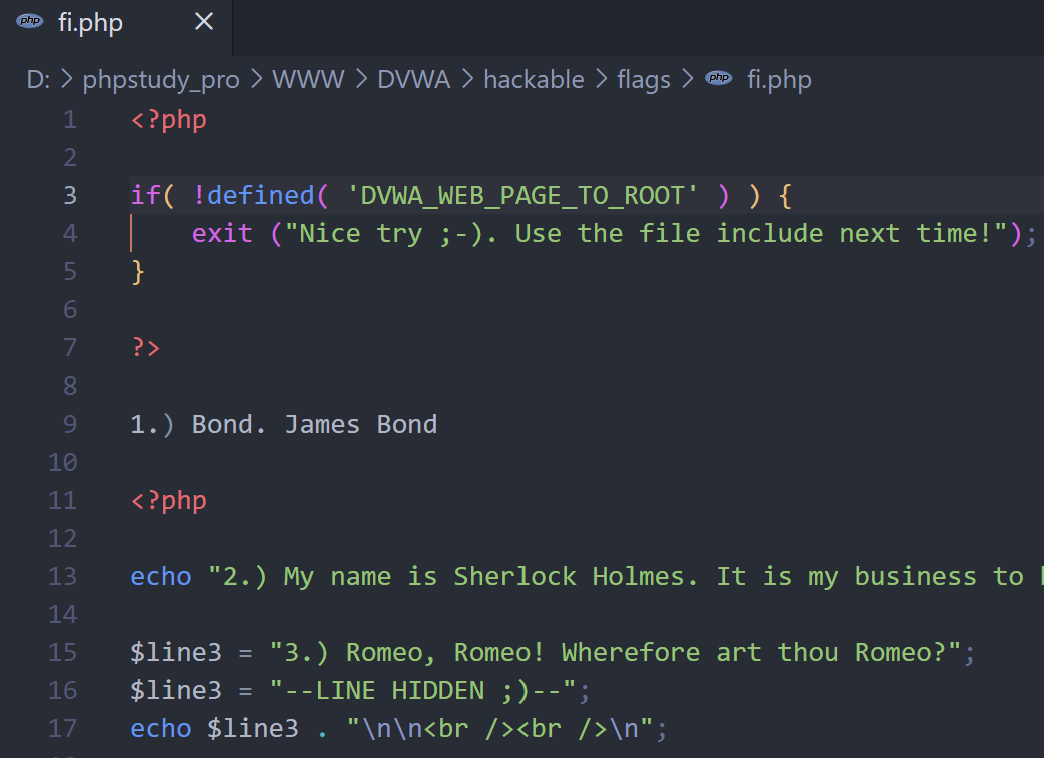 php fi.php ×
D: > phpstudy_pro > WWW > DVWA > hackable > flags > php fi.php
1 <?php
2
3 if( !defined( 'DVWA_WEB_PAGE_TO_ROOT' ) ) {
4 exit ("Nice try ;-). Use the file include next time!");
5 }
6
7 ?>
8
9 1.) Bond. James Bond
10
11 <?php
12
13 echo "2.) My name is Sherlock Holmes. It is my business to
14
15 $line3 = "3.) Romeo, Romeo! Wherefore art thou Romeo?";
16 $line3 = "--LINE HIDDEN ;)--";
17 echo $line3 . "\n\n<br /><br />\n";